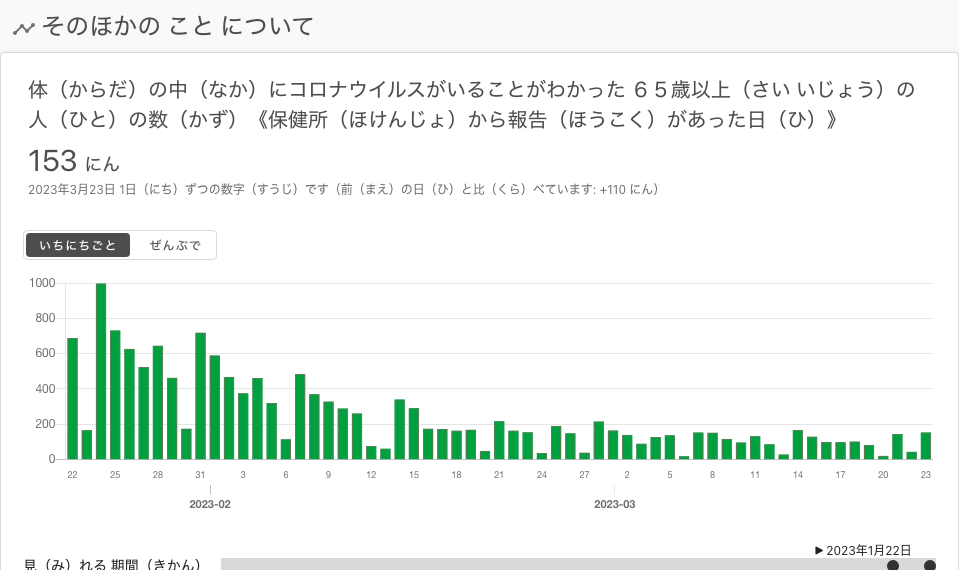 そのほかの こと について
体（からだ）の中（なか）にコロナウイルスがいることがわかった ６５歳以上（さい いじょう）の
人（ひと）の数（かず）《保健所（ほけんじょ）から報告（ほうこく）があった日（ひ）》
153 にん
2023年3月23日 1日（にち）ずつの数字（すうじ）です（前（まえ）の日（ひ）と比（くら）べています: +110 にん）
いちにちごと ぜんぶで
1000
800
600
400
200
0
22 25 28 31 3 6 9 12 15 18 21 24 27 2 5 8 11 14 17 20 23
2023-02 2023-03
▶ 2023年1月22日
見（み）れる 期間（きかん）